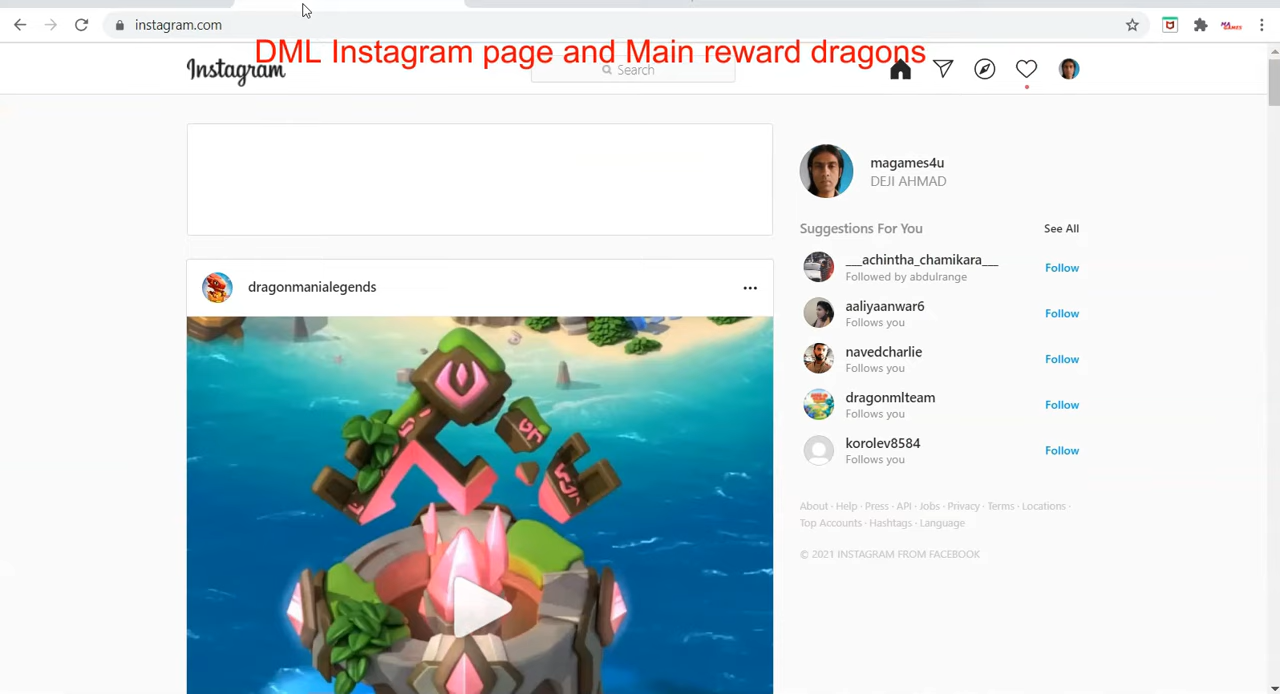 instagram.com
DML Instagram page and Main reward dragons
Instagram
Search
magames4u
DEJI AHMAD
Suggestions For You
See All
___achintha_chamikara___
Followed by abdulrange
Follow
aaliyaanwar6
Follows you
Follow
navedcharlie
Follows you
Follow
dragonmlteam
Follows you
Follow
korolev8584
Follows you
Follow
About · Help · Press · API · Jobs · Privacy · Terms · Locations ·
Top Accounts · Hashtags · Language
© 2021 INSTAGRAM FROM FACEBOOK
dragonmanialegends